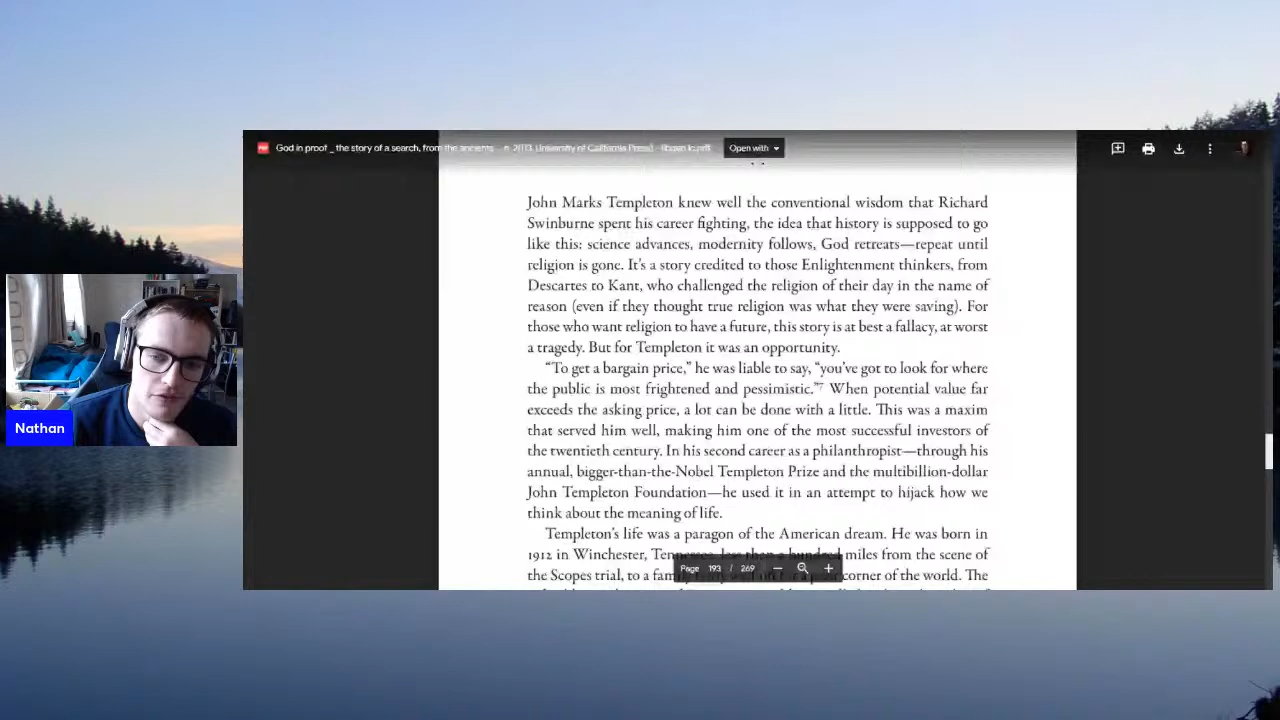 God in proof _ the story of a search, from the ancients
2013, University of California Press)
Open with
John Marks Templeton knew well the conventional wisdom that Richard
Swinburne spent his career fighting, the idea that history is supposed to go
like this: science advances, modernity follows, God retreats—repeat until
religion is gone. It's a story credited to those Enlightenment thinkers, from
Descartes to Kant, who challenged the religion of their day in the name of
reason (even if they thought true religion was what they were saving). For
those who want religion to have a future, this story is at best a fallacy, at worst
a tragedy. But for Templeton it was an opportunity.
“To get a bargain price,” he was liable to say, “you've got to look for where
the public is most frightened and pessimistic.”7 When potential value far
exceeds the asking price, a lot can be done with a little. This was a maxim
that served him well, making him one of the most successful investors of
the twentieth century. In his second career as a philanthropist—through his
annual, bigger-than-the-Nobel Templeton Prize and the multibillion-dollar
John Templeton Foundation—he used it in an attempt to hijack how we
think about the meaning of life.
Templeton's life was a paragon of the American dream. He was born in
1912 in Winchester, Tennessee, less than a hundred miles from the scene of
the Scopes trial, to a family corner of the world. The
Page 193 / 269
Nathan